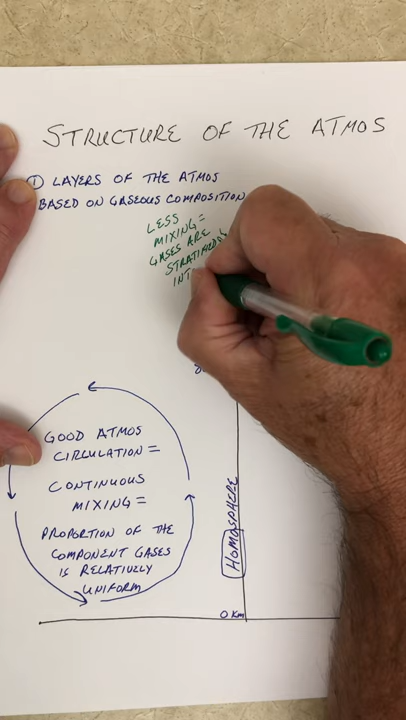 STRUCTURE OF THE ATMOS
① LAYERS OF THE ATMOS
BASED ON GASEOUS COMPOSITION
LESS
MIXING =
GASES ARE
STRATIFIED
INT
GOOD ATMOS
CIRCULATION =
CONTINUOUS
MIXING =
PROPORTION OF THE
COMPONENT GASES
IS RELATIVELY
UNIFORM
HOMOSPHERE
0 KM